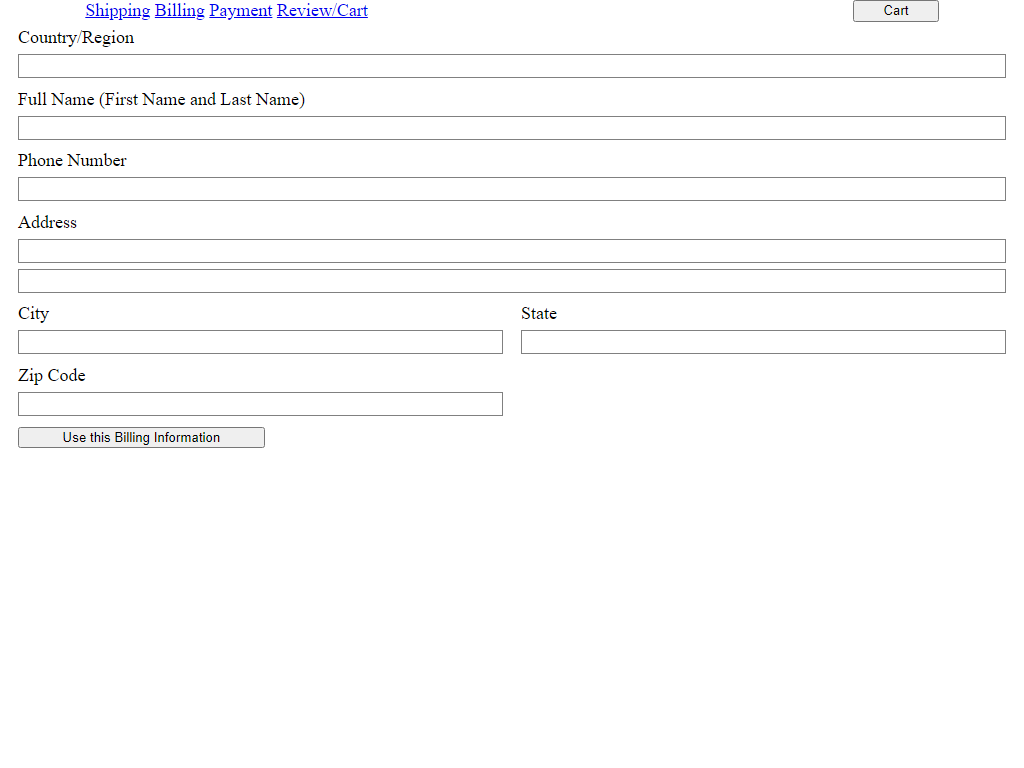 Shipping Billing Payment Review/Cart Cart
Country/Region
Full Name (First Name and Last Name)
Phone Number
Address
City State
Zip Code
Use this Billing Information